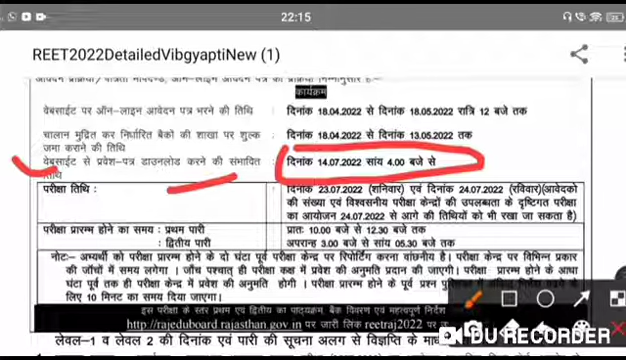 22:15
REET2022DetailedVibgyaptiNew (1)
कार्यक्रम
वेबसाईट पर ऑन-लाइन आवेदन पत्र भरने की तिथि : दिनांक 18.04.2022 से दिनांक 18.05.2022 रात्रि 12 बजे तक
चालान मुद्रित कर निर्धारित बैंकों की शाखा पर शुल्क जमा कराने की तिथि : दिनांक 18.04.2022 से दिनांक 13.05.2022 तक
वेबसाईट से प्रवेश-पत्र डाउनलोड करने की संभावित तिथि : दिनांक 14.07.2022 सांय 4.00 बजे से
परीक्षा तिथि : दिनांक 23.07.2022 (शनिवार) एवं दिनांक 24.07.2022 (रविवार)(आवेदकों
की संख्या एवं विश्वसनीय परीक्षा केन्द्रों की उपलब्धता के दृष्टिगत परीक्षा
का आयोजन 24.07.2022 से आगे की तिथियों को भी रखा जा सकता है)
परीक्षा प्रारम्भ होने का समय : प्रथम पारी प्रातः 10.00 बजे से 12.30 बजे तक
: द्वितीय पारी अपरान्ह 3.00 बजे से सांय 05.30 बजे तक
नोटः- अभ्यर्थी को परीक्षा प्रारम्भ होने के दो घंटा पूर्व परीक्षा केन्द्र पर रिपोर्टिंग करना वांछनीय है। परीक्षा केन्द्र पर विभिन्न प्रकार
की जाँचों में समय लगेगा। जाँच पश्चात् ही परीक्षा कक्ष में प्रवेश की अनुमति प्रदान की जाएगी। परीक्षा प्रारम्भ होने के आधा
घंटा पूर्व तक ही परीक्षा केन्द्र में प्रवेश की अनुमति होगी। परीक्षा प्रारम्भ होने के पूर्व प्रश्न
लिए 10 मिनट का समय दिया जाएगा।
इस परीक्षा के स्तर प्रथम एव द्वितीय का पाठ्यक्रम, बैंक विवरण एवं महत्वपूर्ण निर्देश
http://rajeduboard.rajasthan.gov.in पर जारी लिंक reetraj2022 पर
DU RECORDER
लेवल-1 व लेवल 2 की दिनांक एवं पारी की सूचना अलग से विज्ञप्ति के